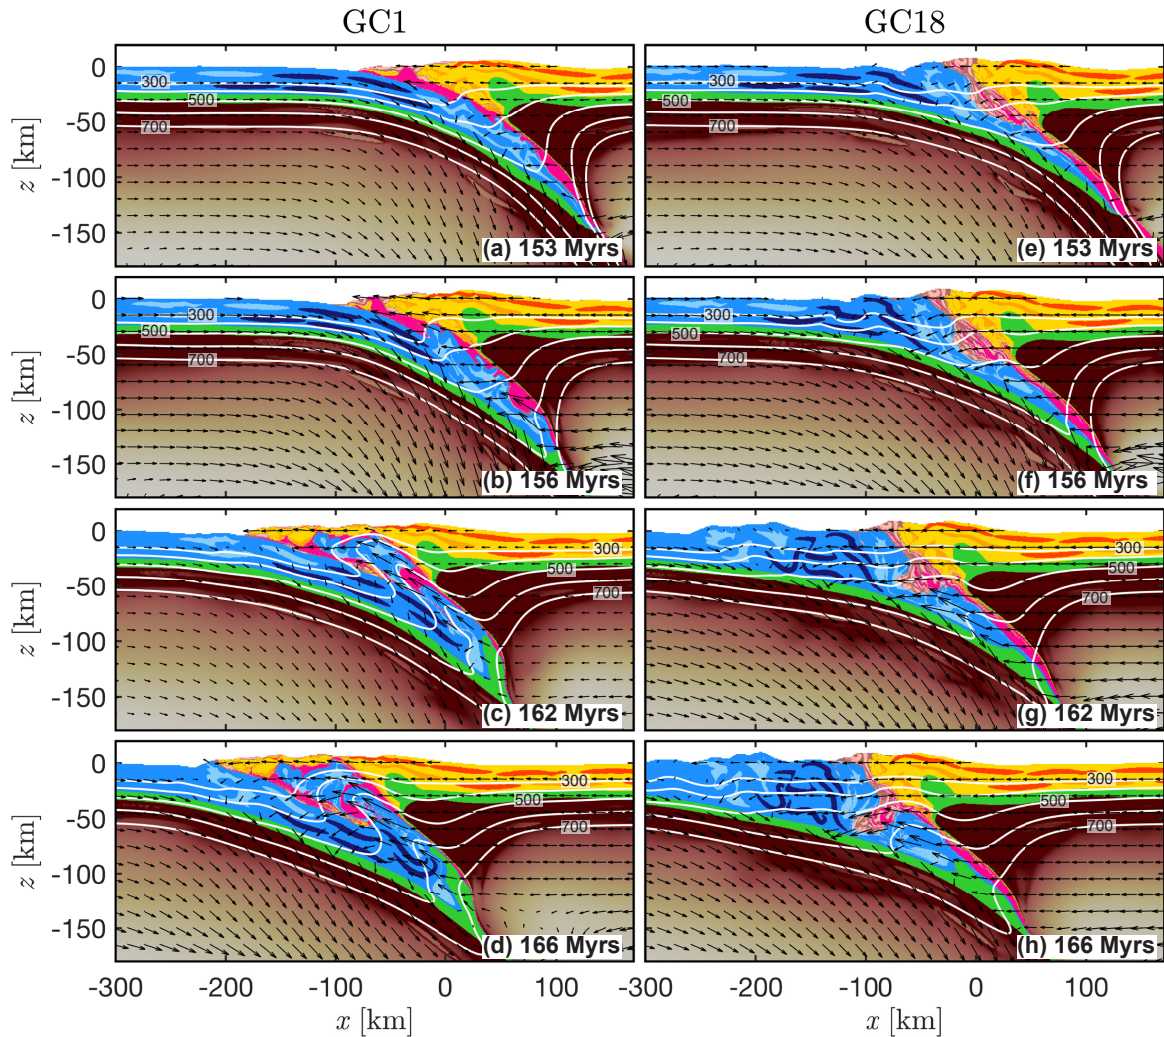 GC1 GC18
0 300 300
-50 500 500
700 700
-100
-150
z [km]
(a) 153 Myrs (e) 153 Myrs
0 300 300
-50 500 500
700 700
-100
-150
z [km]
(b) 156 Myrs (f) 156 Myrs
0 300
-50 500
700
-100
-150
z [km]
(c) 162 Myrs (g) 162 Myrs
0 300 300
-50 500 500
700 700
-100
-150
z [km]
(d) 166 Myrs (h) 166 Myrs
-300 -200 -100 0 100 -300 -200 -100 0 100
x [km] x [km]